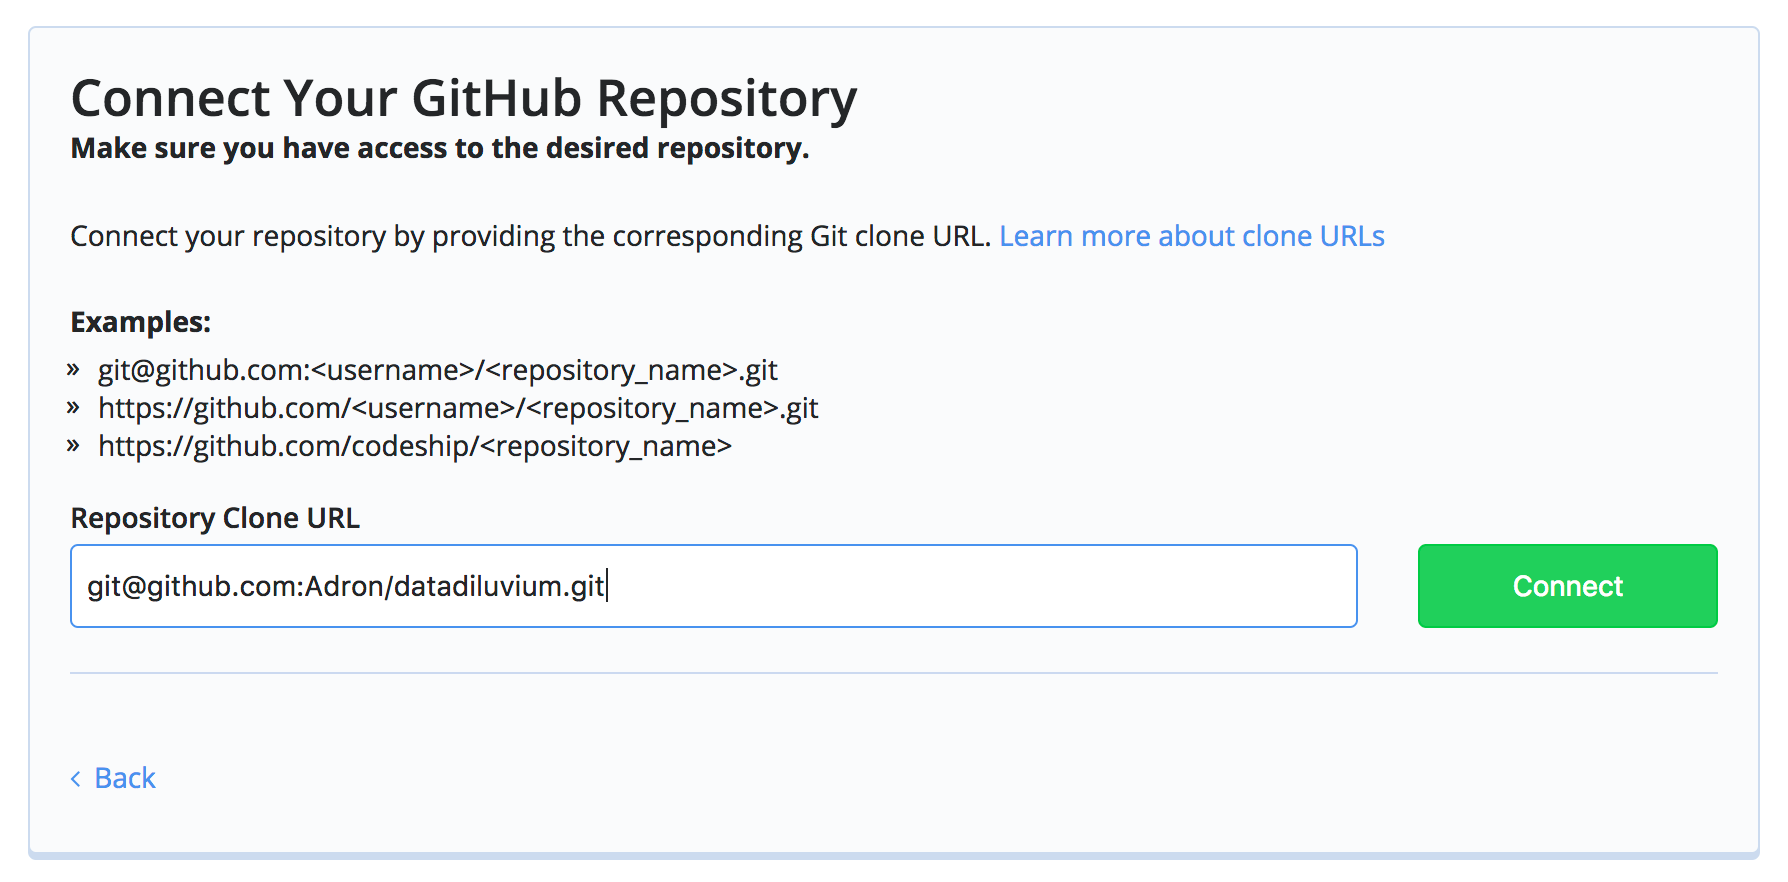 Connect Your GitHub Repository
Make sure you have access to the desired repository.
Connect your repository by providing the corresponding Git clone URL. Learn more about clone URLs
Examples:
» git@github.com:<username>/<repository_name>.git
» https://github.com/<username>/<repository_name>.git
» https://github.com/codeship/<repository_name>
Repository Clone URL
git@github.com:Adron/datadiluvium.git
Connect
‹ Back